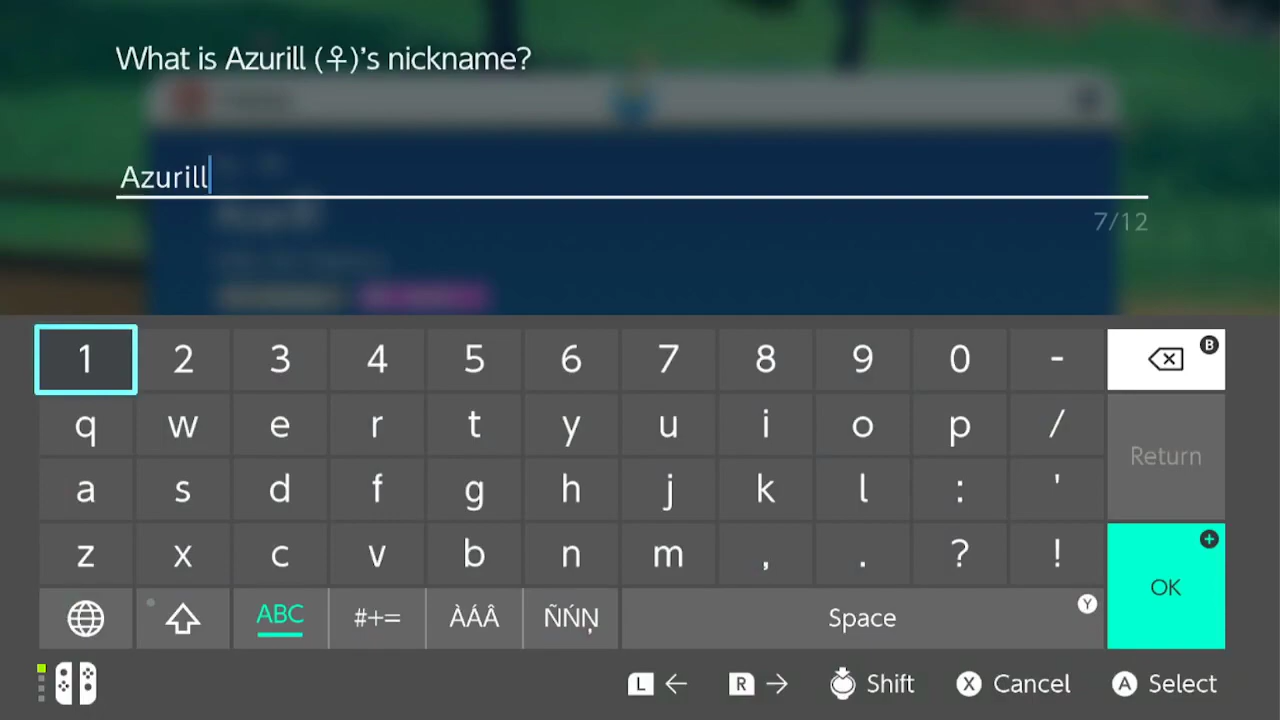 What is Azurill (♀)'s nickname?
Azurill
7/12
1 2 3 4 5 6 7 8 9 0 - B
q w e r t y u i o p / Return
a s d f g h j k l : '
z x c v b n m , . ? ! + OK
ABC #+= ÀÁÂ ÑŃŅ Space Y
L ← R → Shift X Cancel A Select